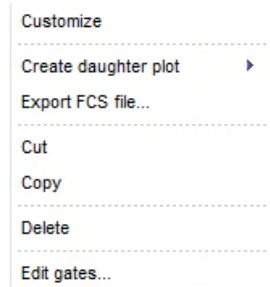 Customize
Create daughter plot
Export FCS file...
Cut
Copy
Delete
Edit gates...